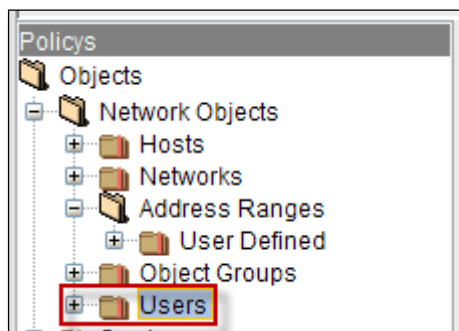 Policys
Objects
Network Objects
Hosts
Networks
Address Ranges
User Defined
Object Groups
Users